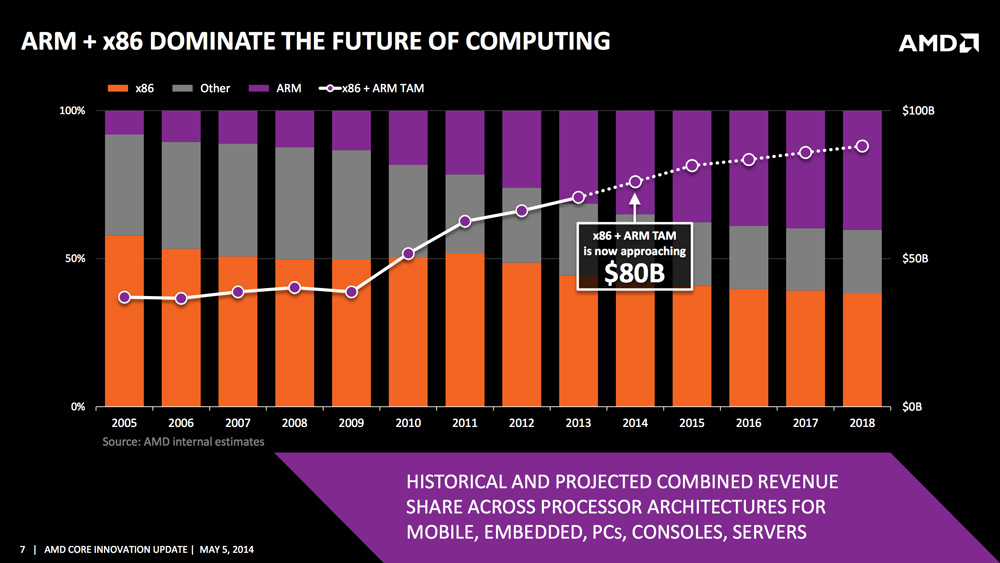 ARM + x86 DOMINATE THE FUTURE OF COMPUTING
AMD
x86 Other ARM x86 + ARM TAM
100% $100B
x86 + ARM TAM
is now approaching
$80B
50% $50B
0% $0B
2005 2006 2007 2008 2009 2010 2011 2012 2013 2014 2015 2016 2017 2018
Source: AMD internal estimates
HISTORICAL AND PROJECTED COMBINED REVENUE
SHARE ACROSS PROCESSOR ARCHITECTURES FOR
MOBILE, EMBEDDED, PCs, CONSOLES, SERVERS
7 | AMD CORE INNOVATION UPDATE | MAY 5, 2014